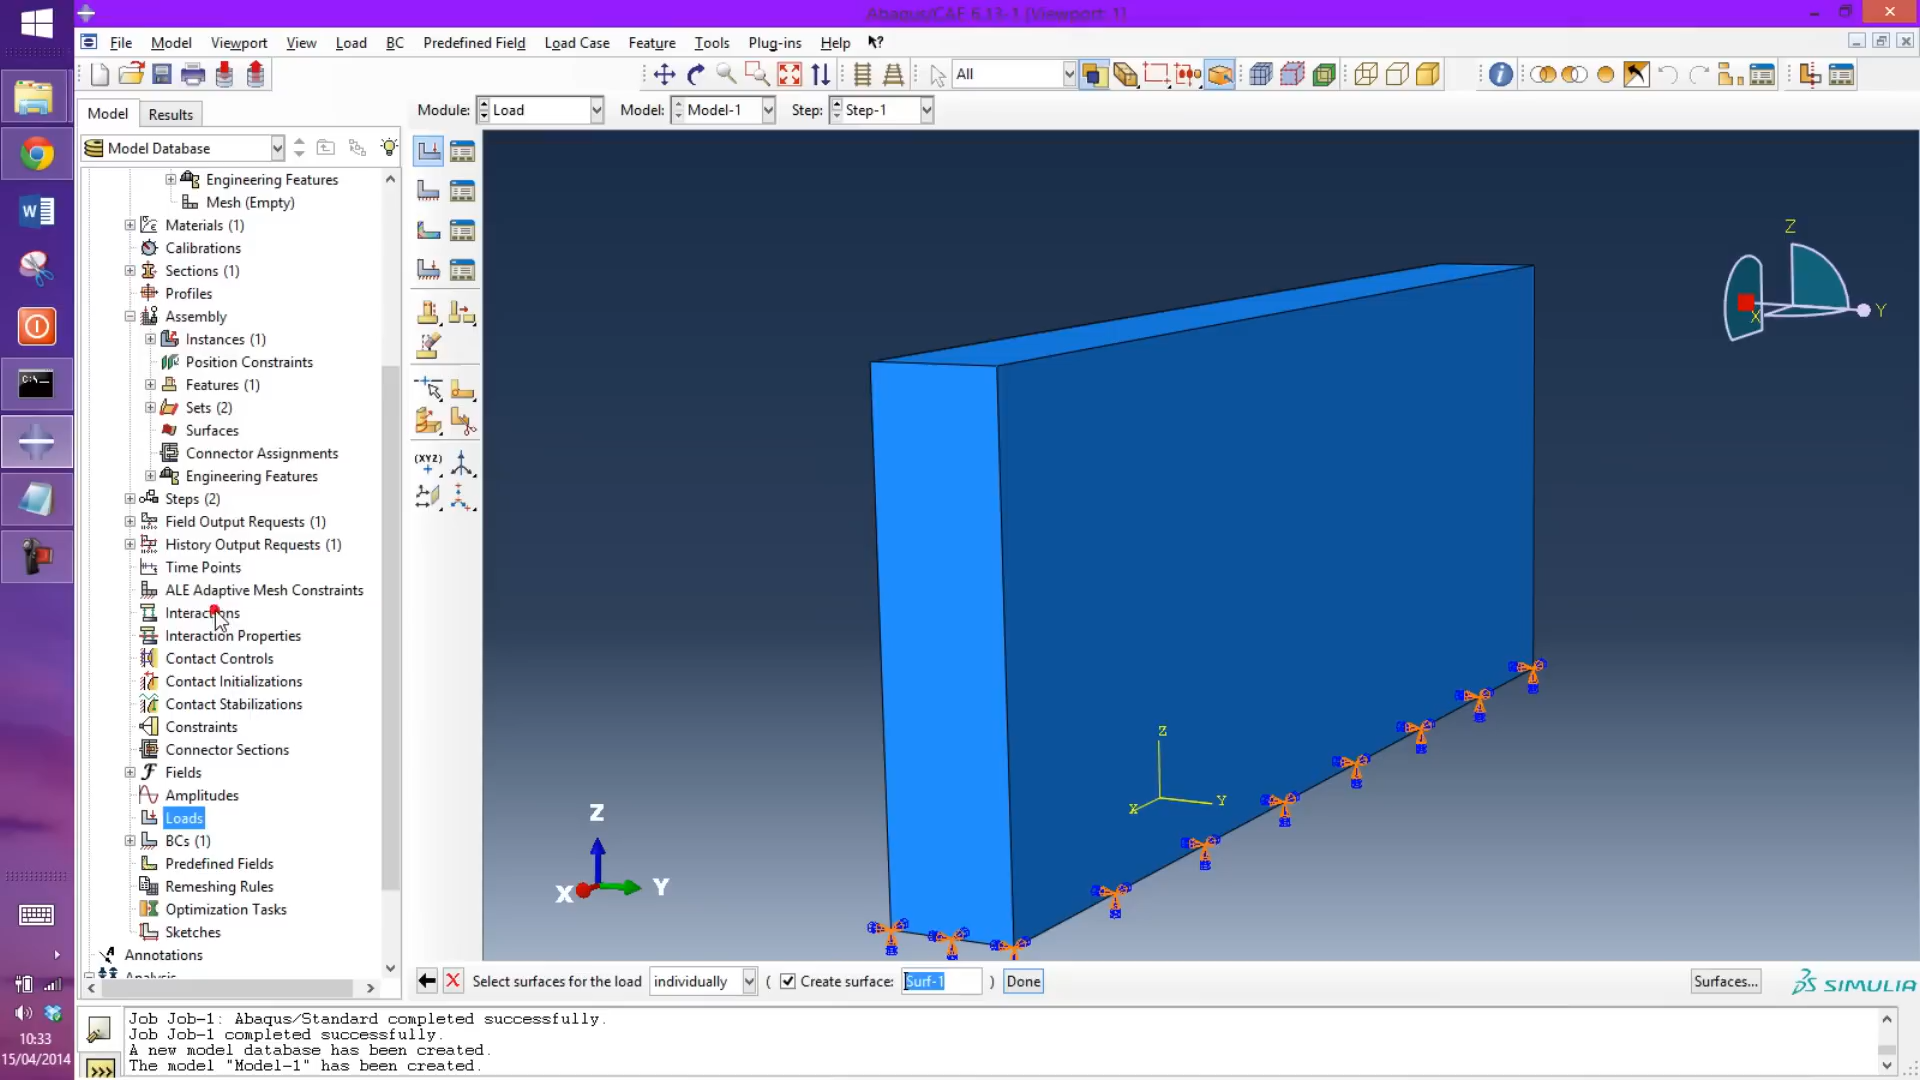 Abaqus/CAE 6.13-1 [Viewport: 1]
File Model Viewport View Load BC Predefined Field Load Case Feature Tools Plug-ins Help
All
Model Results
Module: Load Model: Model-1 Step: Step-1
Model Database
Engineering Features
Mesh (Empty)
Materials (1)
Calibrations
Sections (1)
Profiles
Assembly
Instances (1)
Position Constraints
Features (1)
Sets (2)
Surfaces
Connector Assignments
Engineering Features
Steps (2)
Field Output Requests (1)
History Output Requests (1)
Time Points
ALE Adaptive Mesh Constraints
Interactions
Interaction Properties
Contact Controls
Contact Initializations
Contact Stabilizations
Constraints
Connector Sections
Fields
Amplitudes
Loads
BCs (1)
Predefined Fields
Remeshing Rules
Optimization Tasks
Sketches
Annotations
Analysis
(XYZ)
Z
Y
X
Z
Y
X
Z
X
Y
Select surfaces for the load individually ( Create surface: Surf-1 ) Done Surfaces...
SIMULIA
Job Job-1: Abaqus/Standard completed successfully.
Job Job-1 completed successfully.
A new model database has been created.
The model "Model-1" has been created.
>>>
C:\
W
10:33
15/04/2014